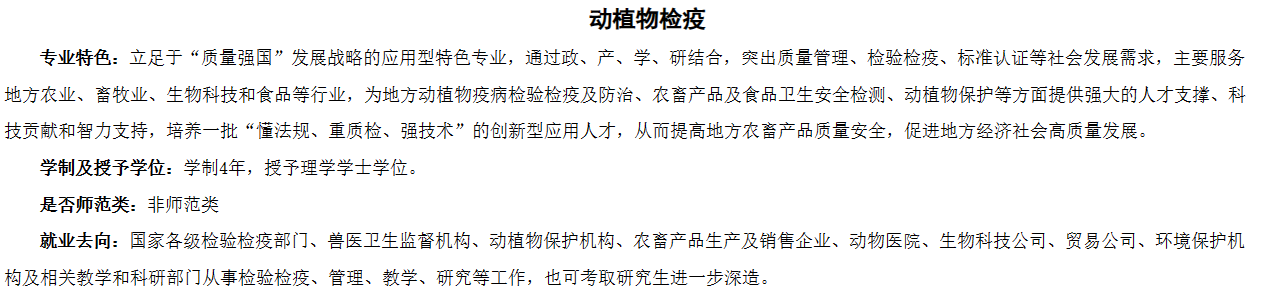 动植物检疫
专业特色：立足于“质量强国”发展战略的应用型特色专业，通过政、产、学、研结合，突出质量管理、检验检疫、标准认证等社会发展需求，主要服务
地方农业、畜牧业、生物科技和食品等行业，为地方动植物疫病检验检疫及防治、农畜产品及食品卫生安全检测、动植物保护等方面提供强大的人才支撑、科
技贡献和智力支持，培养一批“懂法规、重质检、强技术”的创新型应用人才，从而提高地方农畜产品质量安全，促进地方经济社会高质量发展。
学制及授予学位：学制4年，授予理学学士学位。
是否师范类：非师范类
就业去向：国家各级检验检疫部门、兽医卫生监督机构、动植物保护机构、农畜产品生产及销售企业、动物医院、生物科技公司、贸易公司、环境保护机
构及相关教学和科研部门从事检验检疫、管理、教学、研究等工作，也可考取研究生进一步深造。